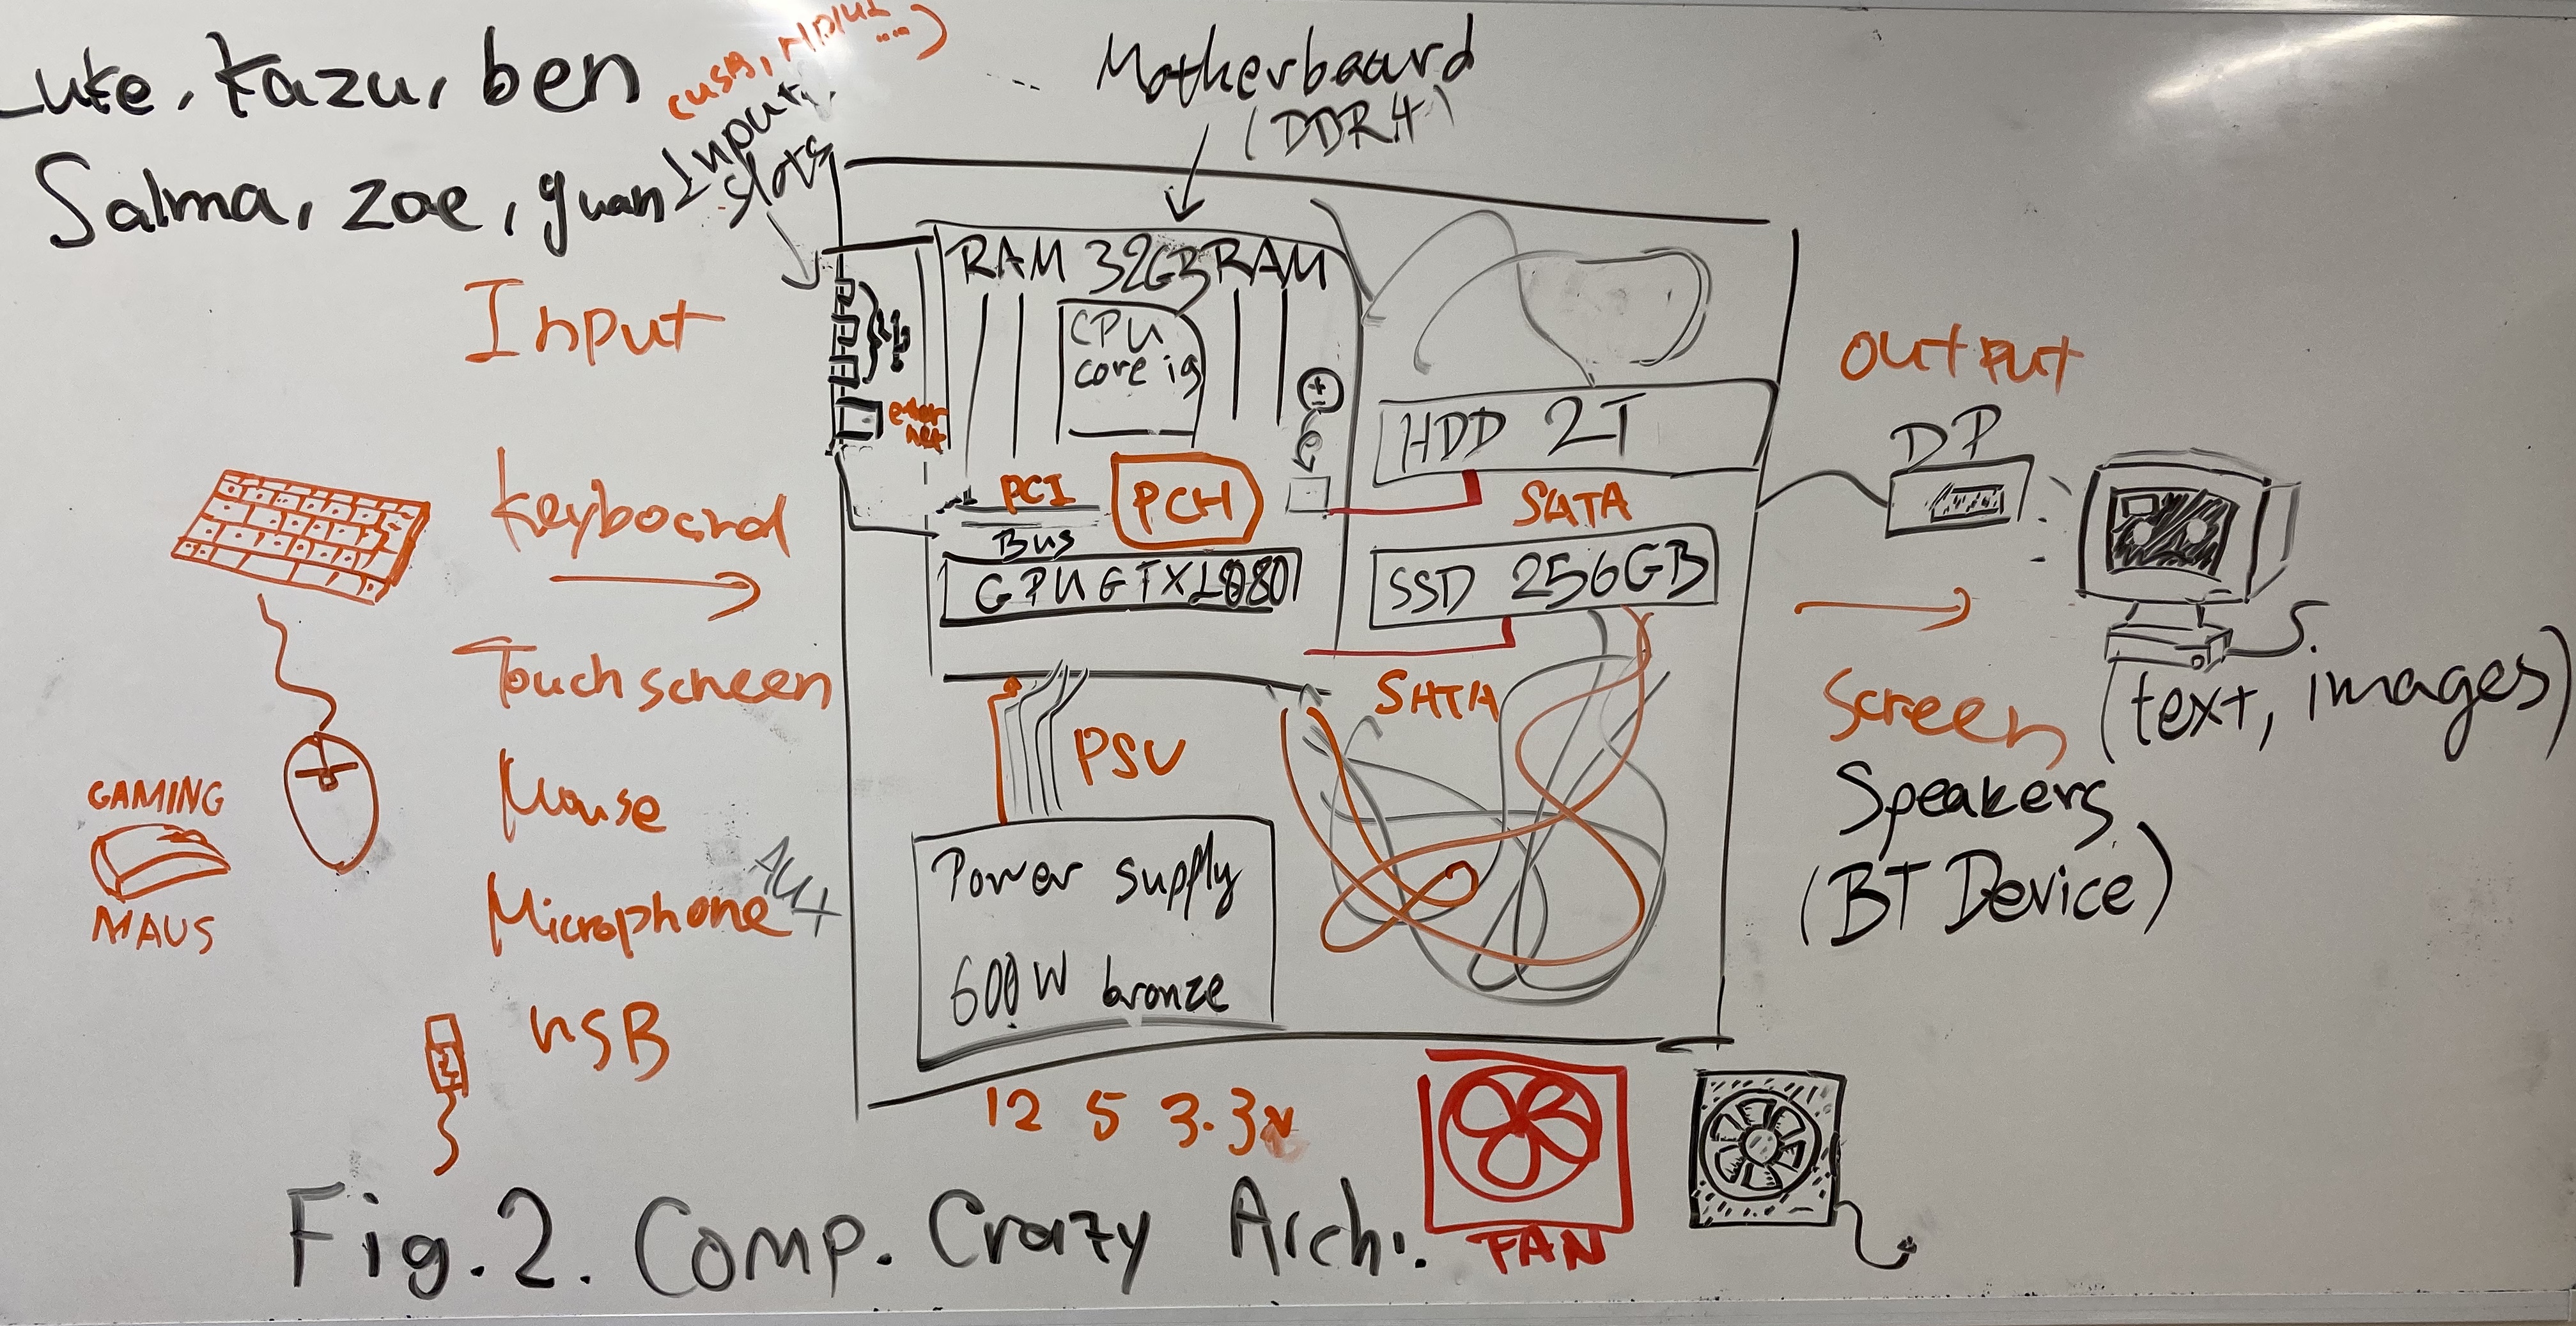 Luke, Kazu, ben
Salma, zoe, guan
(USB, HDMI ....)
Input
slots
Motherboard
(DDR4)
Input
Keyboard
Touch screen
Mouse
Microphone
AUX
USB
GAMING
MAUS
RAM 32GB RAM
CPU
core i9
ether
net
PCI
Bus
PCH
GPU GTX1080
HDD 2T
SATA
SSD 256GB
SATA
PSU
Power supply
600W bronze
12 5 3.3v
output
DP
Screen (text, images)
Speakers
(BT Device)
FAN
Fig. 2. Comp. Crazy Arch.